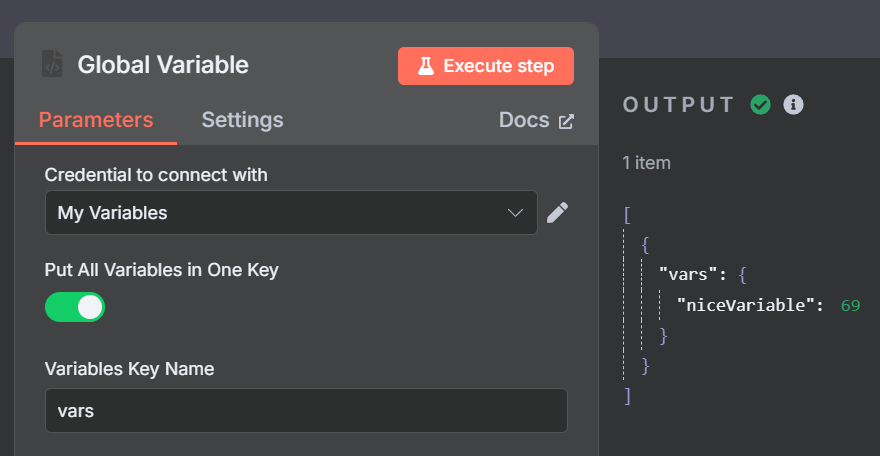 Global Variable
Execute step
Parameters
Settings
Docs
Credential to connect with
My Variables
Put All Variables in One Key
Variables Key Name
vars
OUTPUT
1 item
[
{
"vars": {
"niceVariable": 69
}
}
]